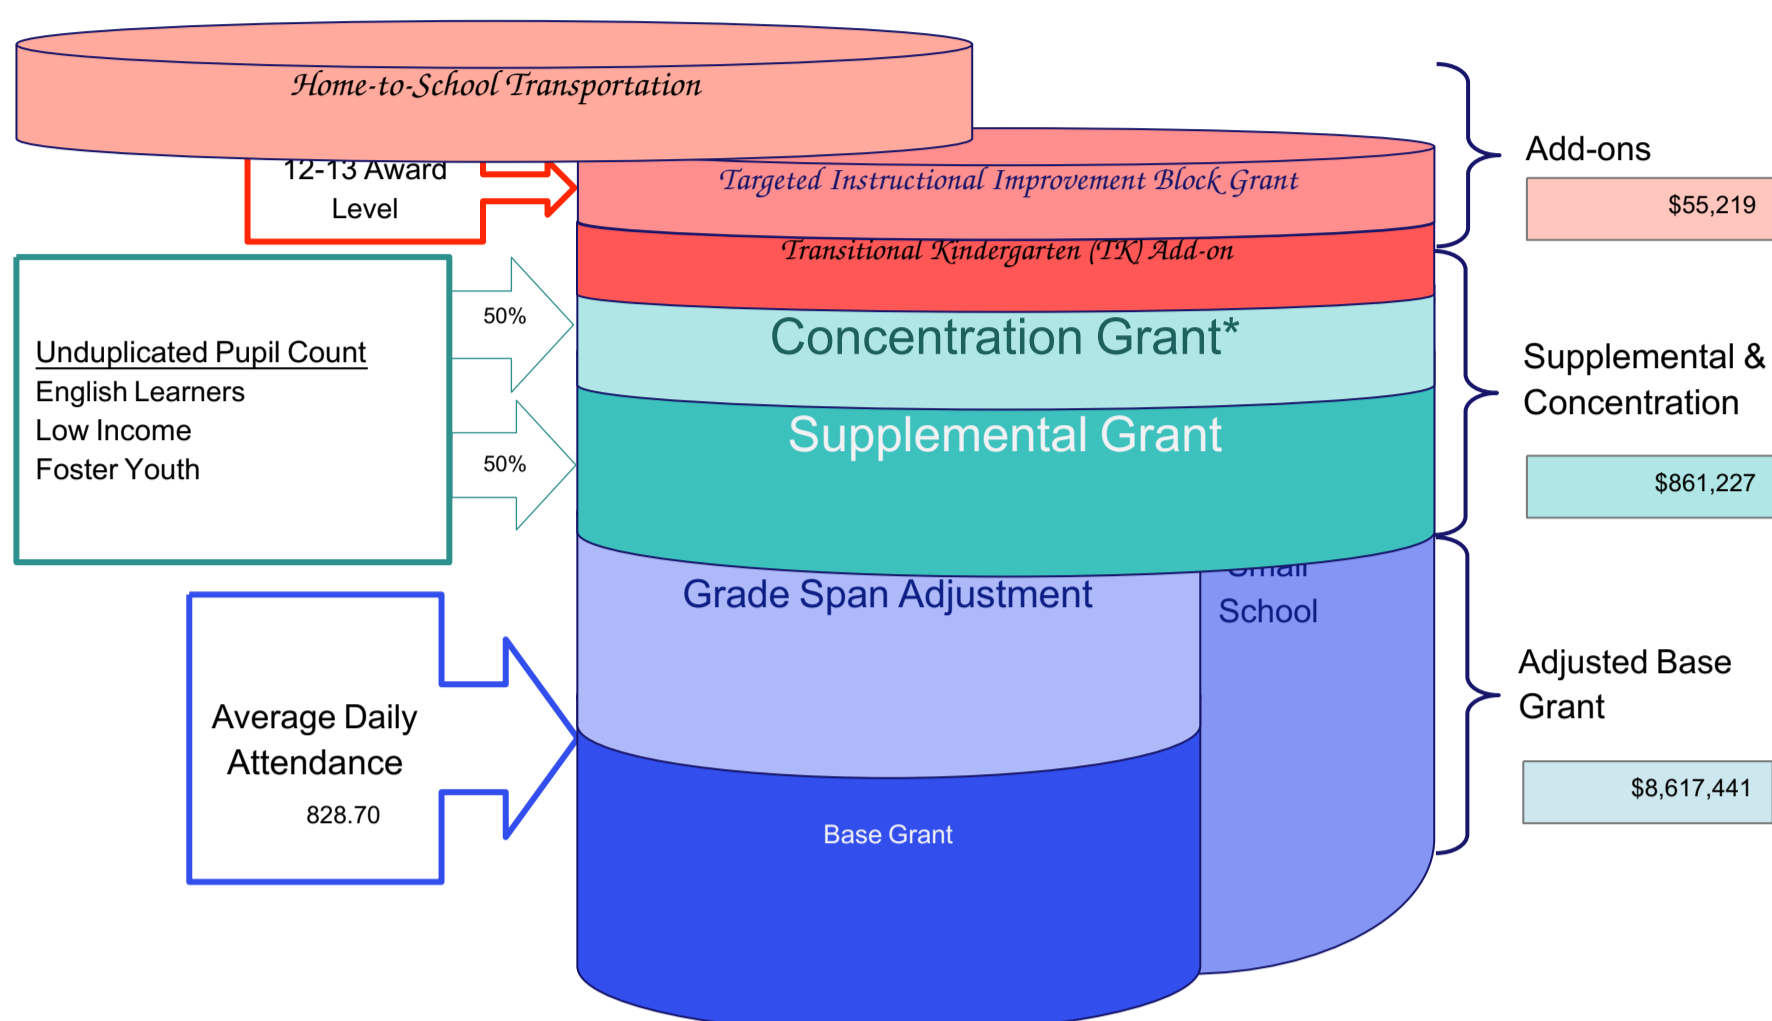 Home-to-School Transportation
12-13 Award
Level
Targeted Instructional Improvement Block Grant
Transitional Kindergarten (TK) Add-on
Add-ons
$55,219
Unduplicated Pupil Count
English Learners
Low Income
Foster Youth
50%
50%
Concentration Grant*
Supplemental Grant
Supplemental &
Concentration
$861,227
Grade Span Adjustment
Small
School
Average Daily
Attendance
828.70
Base Grant
Adjusted Base
Grant
$8,617,441